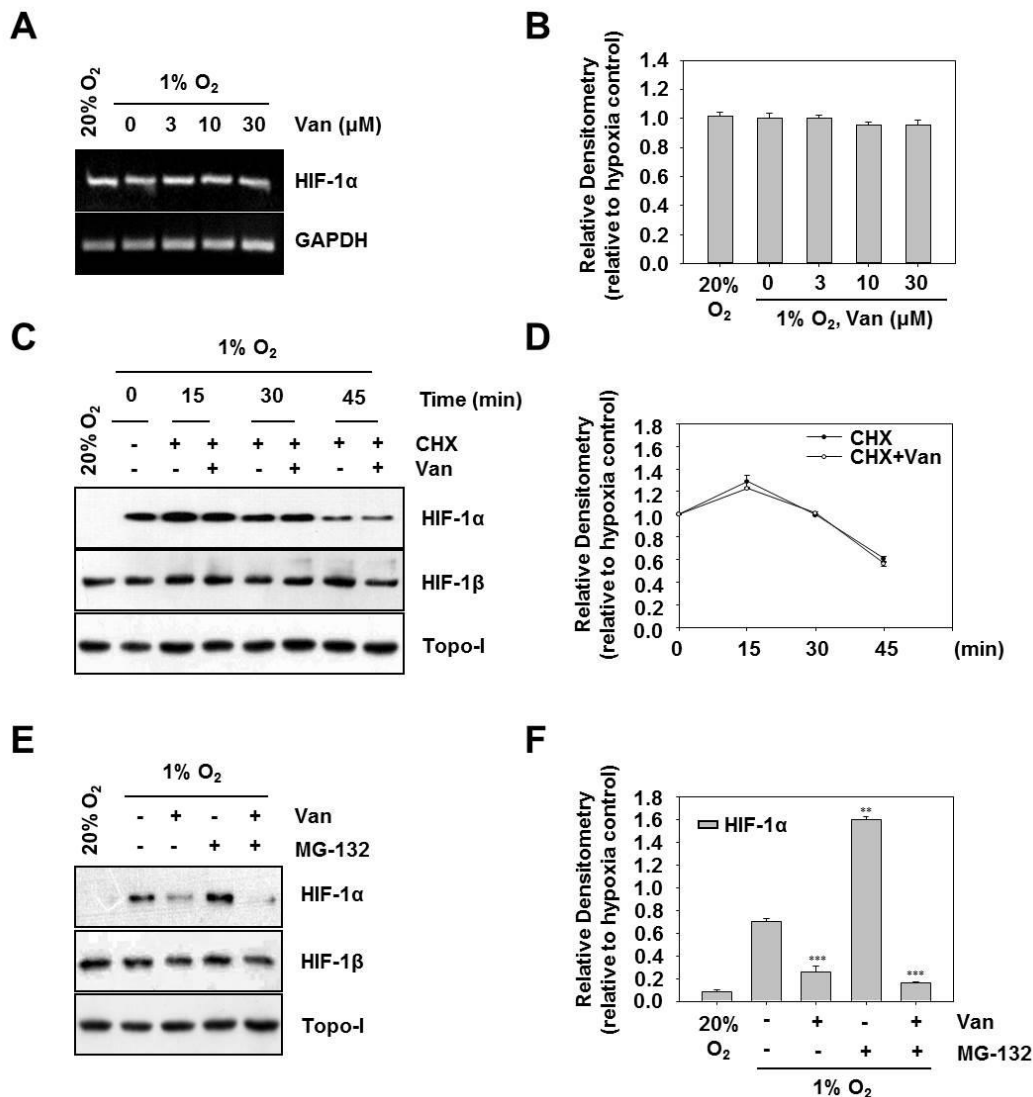 A
20% O2
1% O2
0 3 10 30 Van (µM)
HIF-1α
GAPDH
B
Relative Densitometry
(relative to hypoxia control)
1.4
1.2
1.0
0.8
0.6
0.4
0.2
0.0
20% O2 0 3 10 30
1% O2, Van (µM)
C
20% O2
1% O2
0 15 30 45 Time (min)
- + + + + + + CHX
- - + - + - + Van
HIF-1α
HIF-1β
Topo-I
D
Relative Densitometry
(relative to hypoxia control)
1.8
1.6
1.4
1.2
1.0
0.8
0.6
0.4
0.2
0.0
CHX
CHX+Van
0 15 30 45 (min)
E
20% O2
1% O2
- + - + Van
- - + + MG-132
HIF-1α
HIF-1β
Topo-I
F
Relative Densitometry
(relative to hypoxia control)
1.8
1.6
1.4
1.2
1.0
0.8
0.6
0.4
0.2
0.0
HIF-1α
***
**
***
20% O2 - + - + Van
- - + + MG-132
1% O2